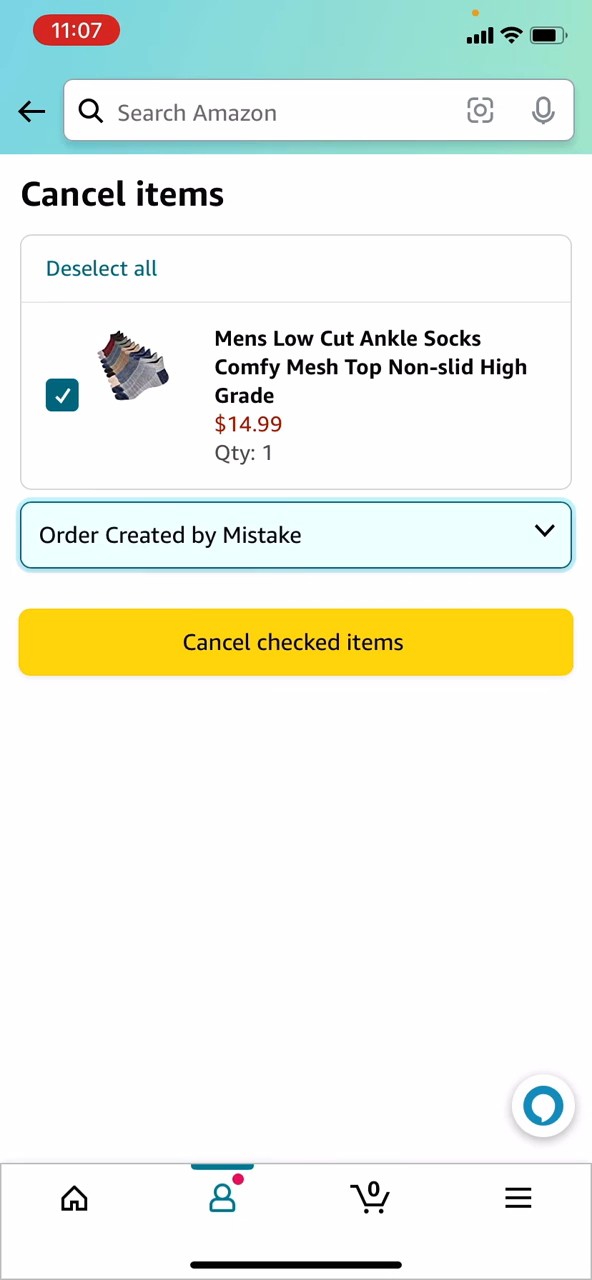 11:07
Search Amazon
Cancel items
Deselect all
Mens Low Cut Ankle Socks
Comfy Mesh Top Non-slid High
Grade
$14.99
Qty: 1
Order Created by Mistake
Cancel checked items
0